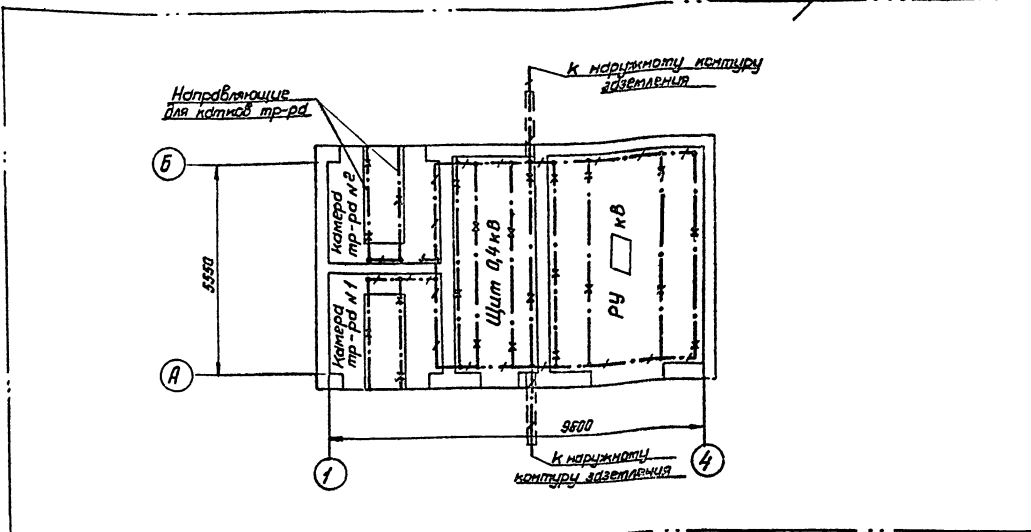 К наружному контуру
заземления
Направляющие
для катков тр-ра
Б
Камера
тр-ра №2
Щит 0,4кВ
РУ кВ
5550
Камера
тр-ра №1
А
9600
1
4
К наружному
контуру заземления